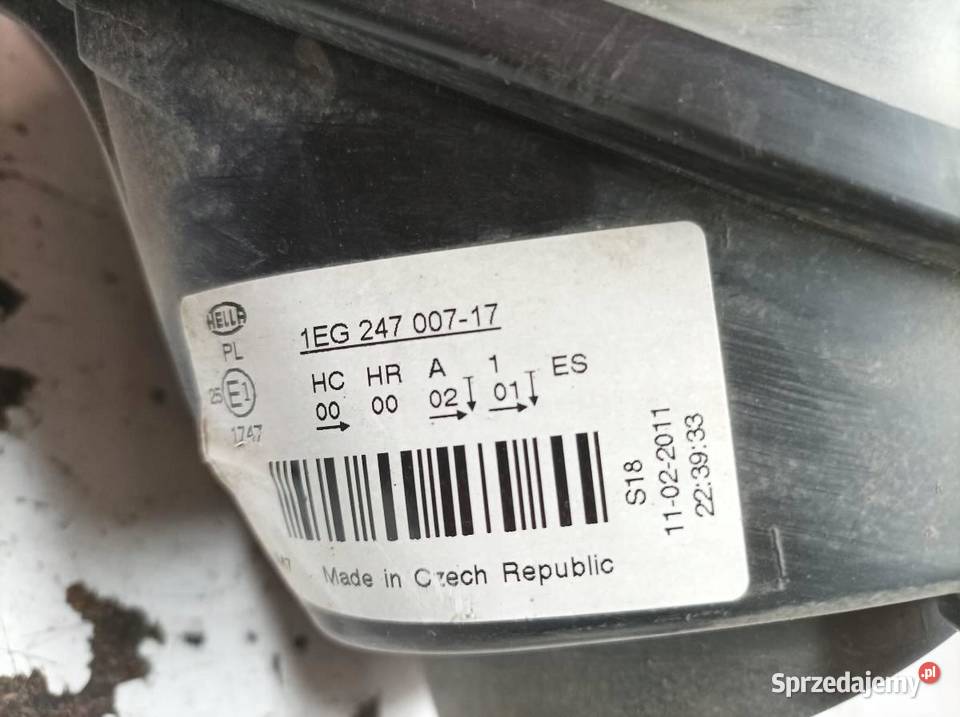 HELLA
1EG 247 007-17
PL
HC HR A 1 ES
25 E1
00 00 02 01
1747
S18
11-02-2011
22:39:33
Made in Czech Republic
Sprzedajemy.pl